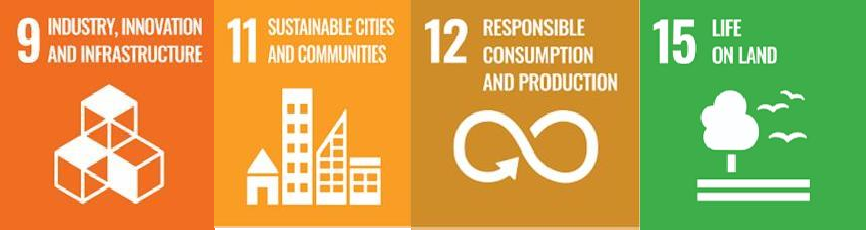 9 INDUSTRY, INNOVATION
AND INFRASTRUCTURE
11 SUSTAINABLE CITIES
AND COMMUNITIES
12 RESPONSIBLE
CONSUMPTION
AND PRODUCTION
15 LIFE
ON LAND